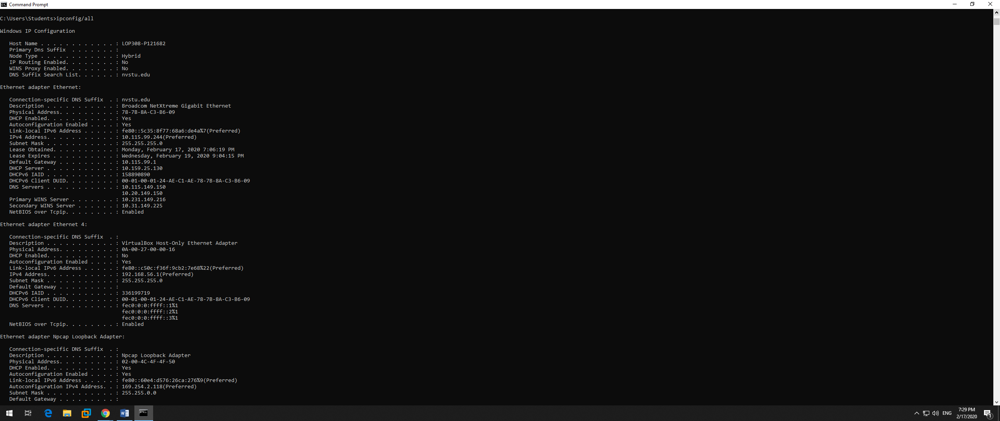 Command Prompt
C:\Users\Students>ipconfig/all
Windows IP Configuration
Host Name . . . . . . . . . . . . : LOP308-P121682
Primary Dns Suffix  . . . . . . . :
Node Type . . . . . . . . . . . . : Hybrid
IP Routing Enabled. . . . . . . . : No
WINS Proxy Enabled. . . . . . . . : No
DNS Suffix Search List. . . . . . : nvstu.edu
Ethernet adapter Ethernet:
Connection-specific DNS Suffix  . : nvstu.edu
Description . . . . . . . . . . . : Broadcom NetXtreme Gigabit Ethernet
Physical Address. . . . . . . . . : 78-7B-8A-C3-B6-09
DHCP Enabled. . . . . . . . . . . : Yes
Autoconfiguration Enabled . . . . : Yes
Link-local IPv6 Address . . . . . : fe80::5c35:8f77:68a6:de4a%7(Preferred)
IPv4 Address. . . . . . . . . . . : 10.115.99.244(Preferred)
Subnet Mask . . . . . . . . . . . : 255.255.255.0
Lease Obtained. . . . . . . . . . : Monday, February 17, 2020 7:06:19 PM
Lease Expires . . . . . . . . . . : Wednesday, February 19, 2020 9:04:15 PM
Default Gateway . . . . . . . . . : 10.115.99.1
DHCP Server . . . . . . . . . . . : 10.159.25.130
DHCPv6 IAID . . . . . . . . . . . : 158890890
DHCPv6 Client DUID. . . . . . . . : 00-01-00-01-24-AE-C1-AE-78-7B-8A-C3-B6-09
DNS Servers . . . . . . . . . . . : 10.115.149.150
10.20.149.150
Primary WINS Server . . . . . . . : 10.231.149.216
Secondary WINS Server . . . . . . : 10.31.149.225
NetBIOS over Tcpip. . . . . . . . : Enabled
Ethernet adapter Ethernet 4:
Connection-specific DNS Suffix  . :
Description . . . . . . . . . . . : VirtualBox Host-Only Ethernet Adapter
Physical Address. . . . . . . . . : 0A-00-27-00-00-16
DHCP Enabled. . . . . . . . . . . : No
Autoconfiguration Enabled . . . . : Yes
Link-local IPv6 Address . . . . . : fe80::c50c:f36f:9cb2:7e68%22(Preferred)
IPv4 Address. . . . . . . . . . . : 192.168.56.1(Preferred)
Subnet Mask . . . . . . . . . . . : 255.255.255.0
Default Gateway . . . . . . . . . :
DHCPv6 IAID . . . . . . . . . . . : 336199719
DHCPv6 Client DUID. . . . . . . . : 00-01-00-01-24-AE-C1-AE-78-7B-8A-C3-B6-09
DNS Servers . . . . . . . . . . . : fec0:0:0:ffff::1%1
fec0:0:0:ffff::2%1
fec0:0:0:ffff::3%1
NetBIOS over Tcpip. . . . . . . . : Enabled
Ethernet adapter Npcap Loopback Adapter:
Connection-specific DNS Suffix  . :
Description . . . . . . . . . . . : Npcap Loopback Adapter
Physical Address. . . . . . . . . : 02-00-4C-4F-4F-50
DHCP Enabled. . . . . . . . . . . : Yes
Autoconfiguration Enabled . . . . : Yes
Link-local IPv6 Address . . . . . : fe80::60e4:d576:26ca:276%9(Preferred)
Autoconfiguration IPv4 Address. . : 169.254.2.118(Preferred)
Subnet Mask . . . . . . . . . . . : 255.255.0.0
Default Gateway . . . . . . . . . :
ENG
7:29 PM
2/17/2020
1